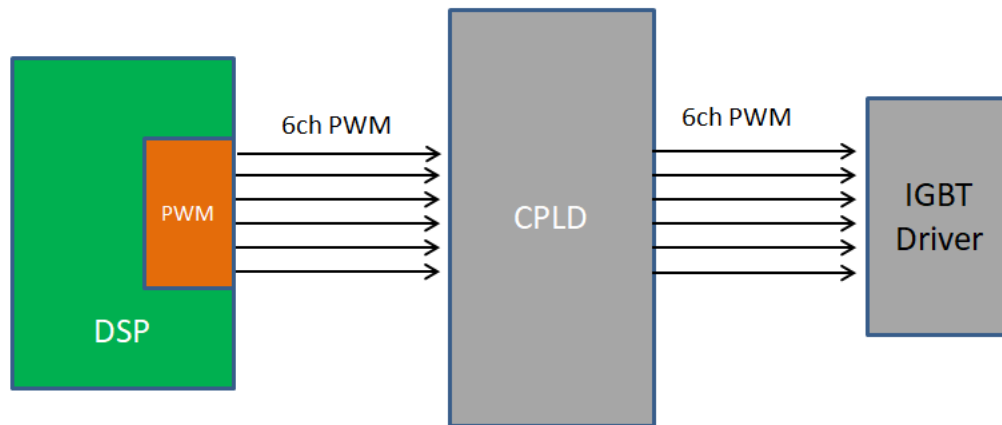 6ch PWM
6ch PWM
PWM
DSP
CPLD
IGBT
Driver